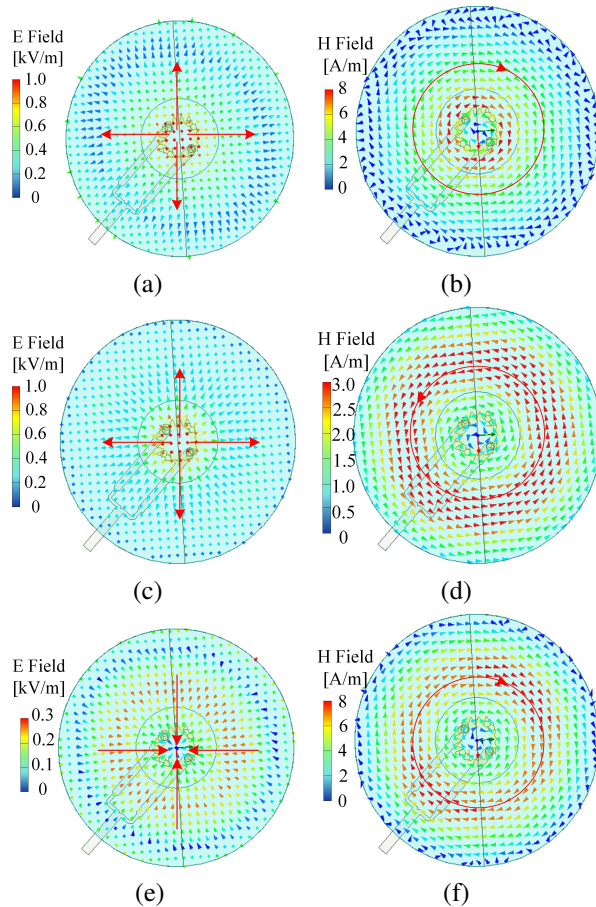 E Field
[kV/m]
1.0
0.8
0.6
0.4
0.2
0
(a)
H Field
[A/m]
8
6
4
2
0
(b)
E Field
[kV/m]
1.0
0.8
0.6
0.4
0.2
0
(c)
H Field
[A/m]
3.0
2.5
2.0
1.5
1.0
0.5
0
(d)
E Field
[kV/m]
0.3
0.2
0.1
0
(e)
H Field
[A/m]
8
6
4
2
0
(f)